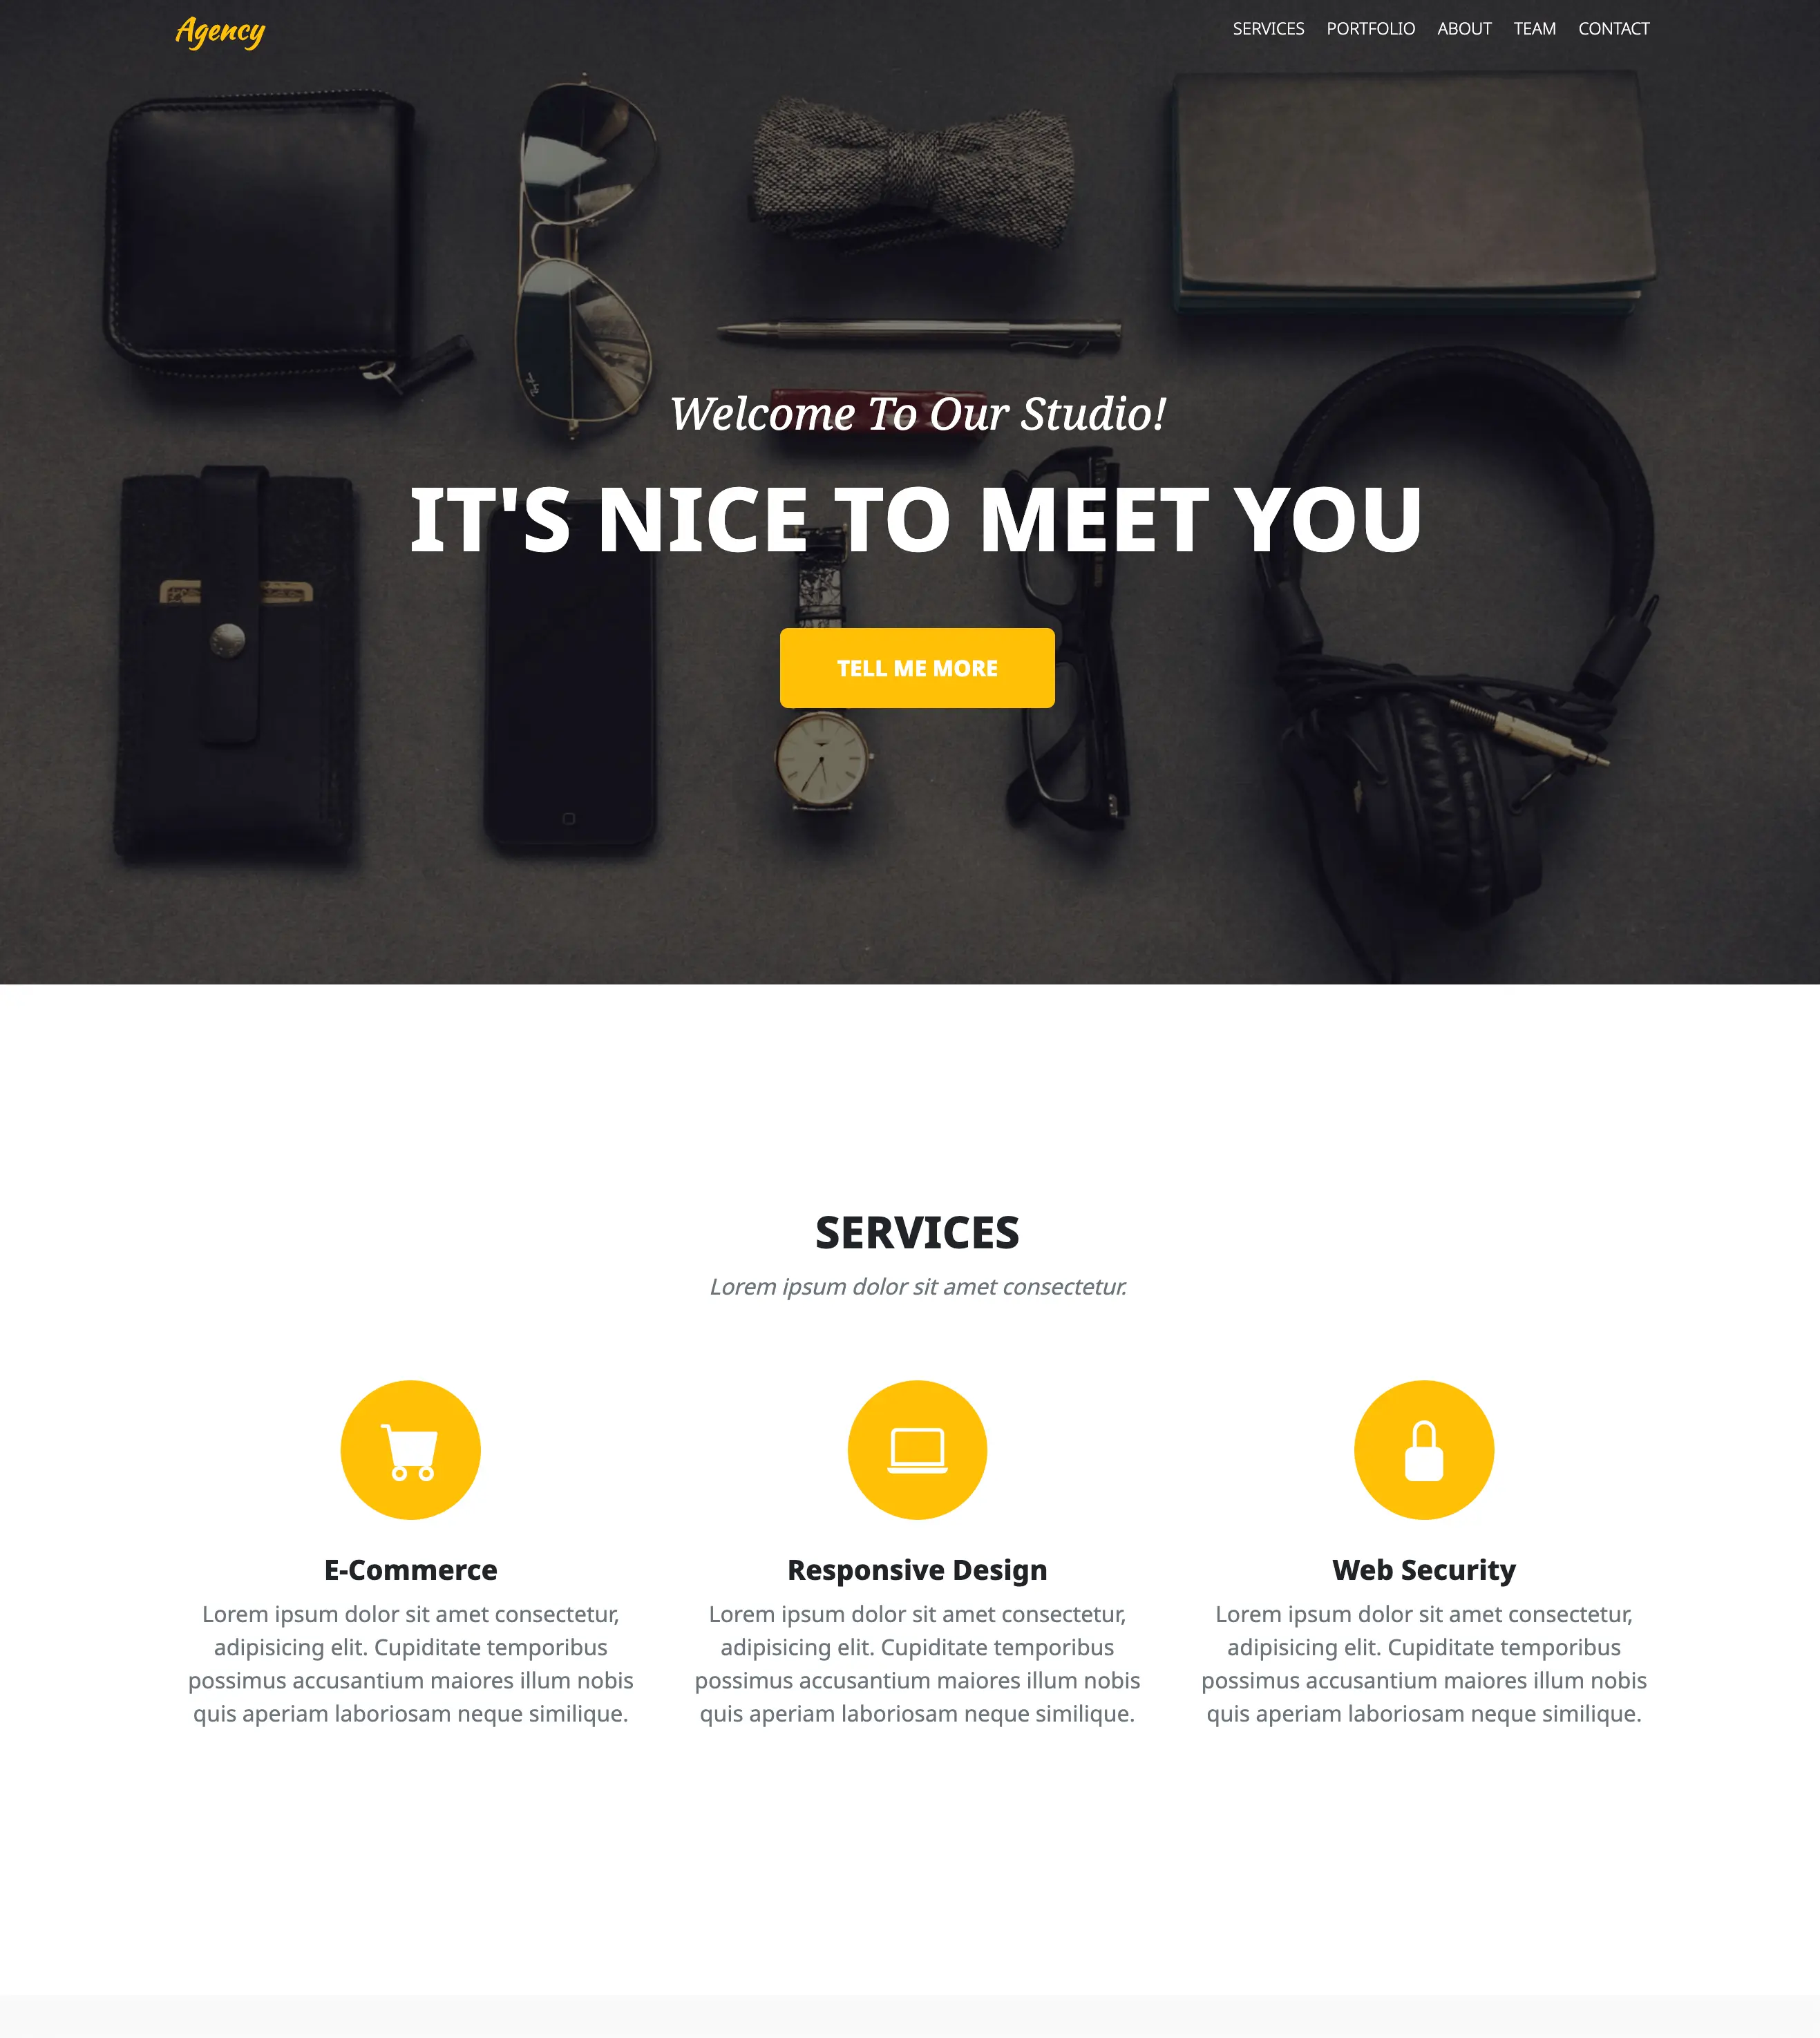 Agency
SERVICES PORTFOLIO ABOUT TEAM CONTACT
Welcome To Our Studio!
IT'S NICE TO MEET YOU
TELL ME MORE
SERVICES
Lorem ipsum dolor sit amet consectetur.
E-Commerce
Lorem ipsum dolor sit amet consectetur,
adipisicing elit. Cupiditate temporibus
possimus accusantium maiores illum nobis
quis aperiam laboriosam neque similique.
Responsive Design
Lorem ipsum dolor sit amet consectetur,
adipisicing elit. Cupiditate temporibus
possimus accusantium maiores illum nobis
quis aperiam laboriosam neque similique.
Web Security
Lorem ipsum dolor sit amet consectetur,
adipisicing elit. Cupiditate temporibus
possimus accusantium maiores illum nobis
quis aperiam laboriosam neque similique.